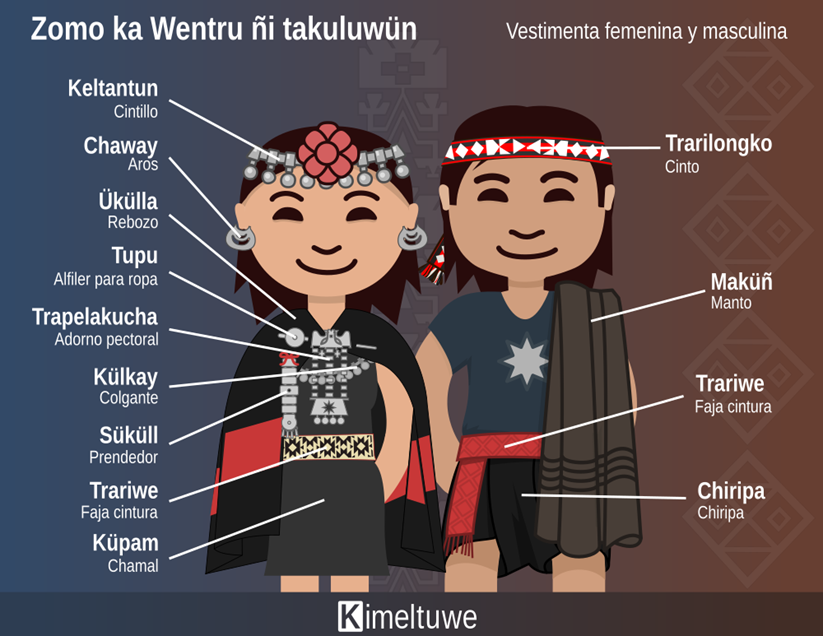 Zomo ka Wentru ñi takuluwün
Vestimenta femenina y masculina
Keltantun
Cintillo
Chaway
Aros
Ükülla
Rebozo
Tupu
Alfiler para ropa
Trapelakucha
Adorno pectoral
Külkay
Colgante
Süküll
Prendedor
Trariwe
Faja cintura
Küpam
Chamal
Trarilongko
Cinto
Maküñ
Manto
Trariwe
Faja cintura
Chiripa
Chiripa
Kimeltuwe